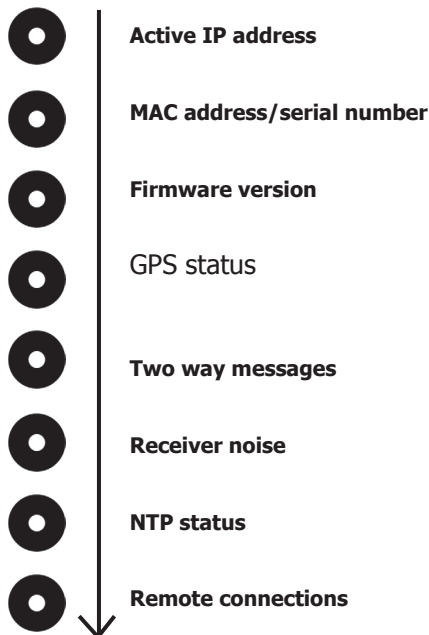 Active IP address
MAC address/serial number
Firmware version
GPS status
Two way messages
Receiver noise
NTP status
Remote connections